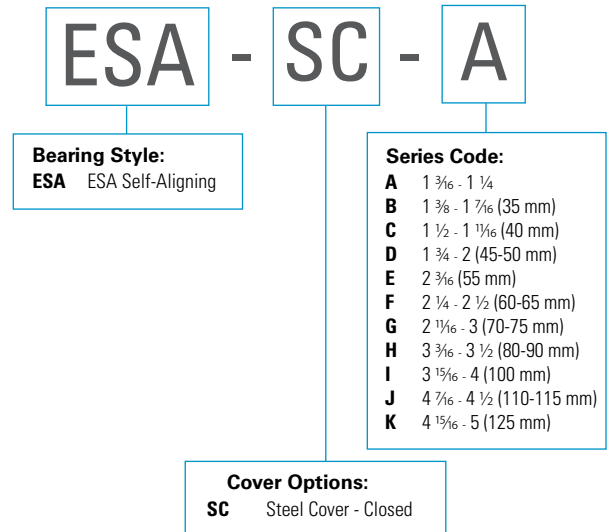 ESA - SC - A
Bearing Style:
ESA ESA Self-Aligning
Series Code:
A 1 3⁄16 - 1 1⁄4
B 1 3⁄8 - 1 7⁄16 (35 mm)
C 1 1⁄2 - 1 11⁄16 (40 mm)
D 1 3⁄4 - 2 (45-50 mm)
E 2 3⁄16 (55 mm)
F 2 1⁄4 - 2 1⁄2 (60-65 mm)
G 2 11⁄16 - 3 (70-75 mm)
H 3 3⁄16 - 3 1⁄2 (80-90 mm)
I 3 15⁄16 - 4 (100 mm)
J 4 7⁄16 - 4 1⁄2 (110-115 mm)
K 4 15⁄16 - 5 (125 mm)
Cover Options:
SC Steel Cover - Closed